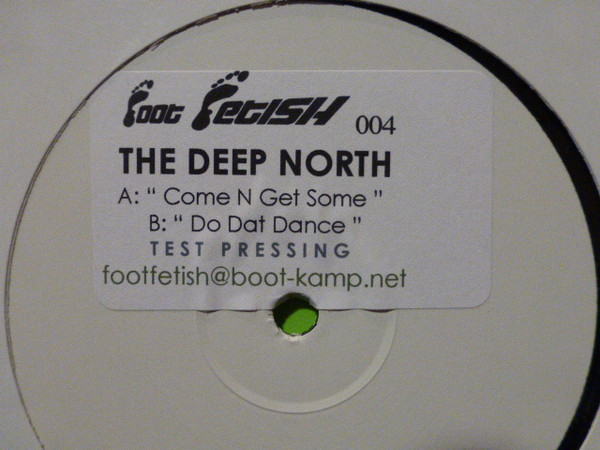 Foot Fetish 004
THE DEEP NORTH
A: “ Come N Get Some ”
B: “ Do Dat Dance ”
TEST PRESSING
footfetish@boot-kamp.net